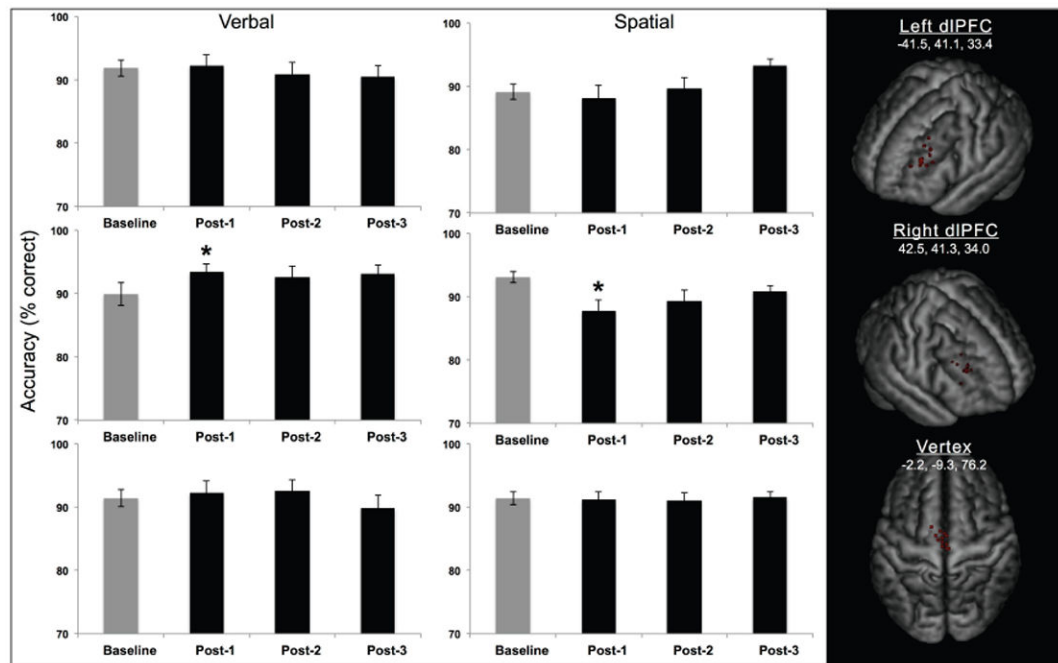 Verbal
Spatial
Accuracy (% correct)
100
90
80
70
Baseline Post-1 Post-2 Post-3
100
90
80
70
Baseline Post-1 Post-2 Post-3
Left dlPFC
-41.5, 41.1, 33.4
100
90
80
70
*
Baseline Post-1 Post-2 Post-3
100
90
80
70
*
Baseline Post-1 Post-2 Post-3
Right dlPFC
42.5, 41.3, 34.0
100
90
80
70
Baseline Post-1 Post-2 Post-3
100
90
80
70
Baseline Post-1 Post-2 Post-3
Vertex
-2.2, -9.3, 76.2